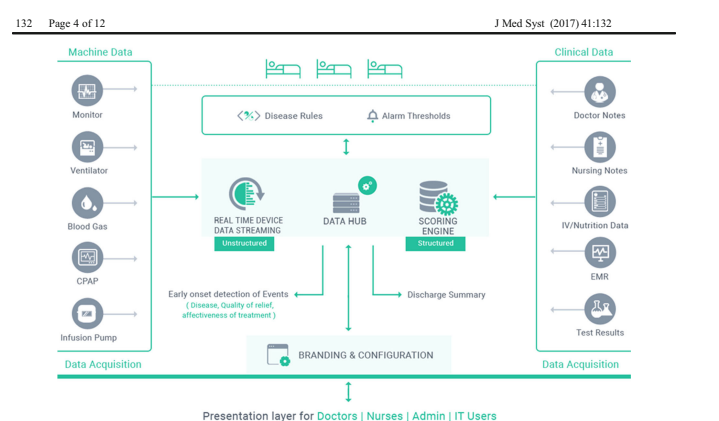 132 Page 4 of 12
J Med Syst (2017) 41:132
Machine Data
Clinical Data
Disease Rules
Alarm Thresholds
Monitor
Doctor Notes
Ventilator
Nursing Notes
REAL TIME DEVICE
DATA STREAMING
Unstructured
DATA HUB
SCORING
ENGINE
Structured
Blood Gas
IV/Nutrition Data
CPAP
EMR
Early onset detection of Events
( Disease, Quality of relief,
affectiveness of treatment )
Discharge Summary
Infusion Pump
Test Results
BRANDING & CONFIGURATION
Data Acquisition
Data Acquisition
Presentation layer for Doctors | Nurses | Admin | IT Users